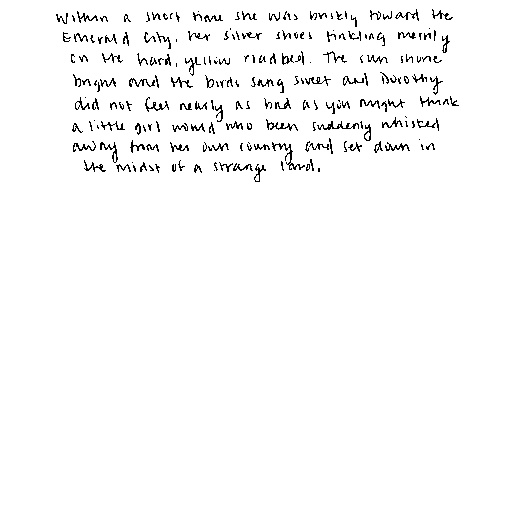 Within a short time she was briskly toward the
Emerald City, her silver shoes tinkling merrily
on the hard, yellow roadbed. The sun shone
bright and the birds sang sweet and Dorothy
did not feel nearly as bad as you might think
a little girl would who been suddenly whisked
away from her own country and set down in
the midst of a strange land.